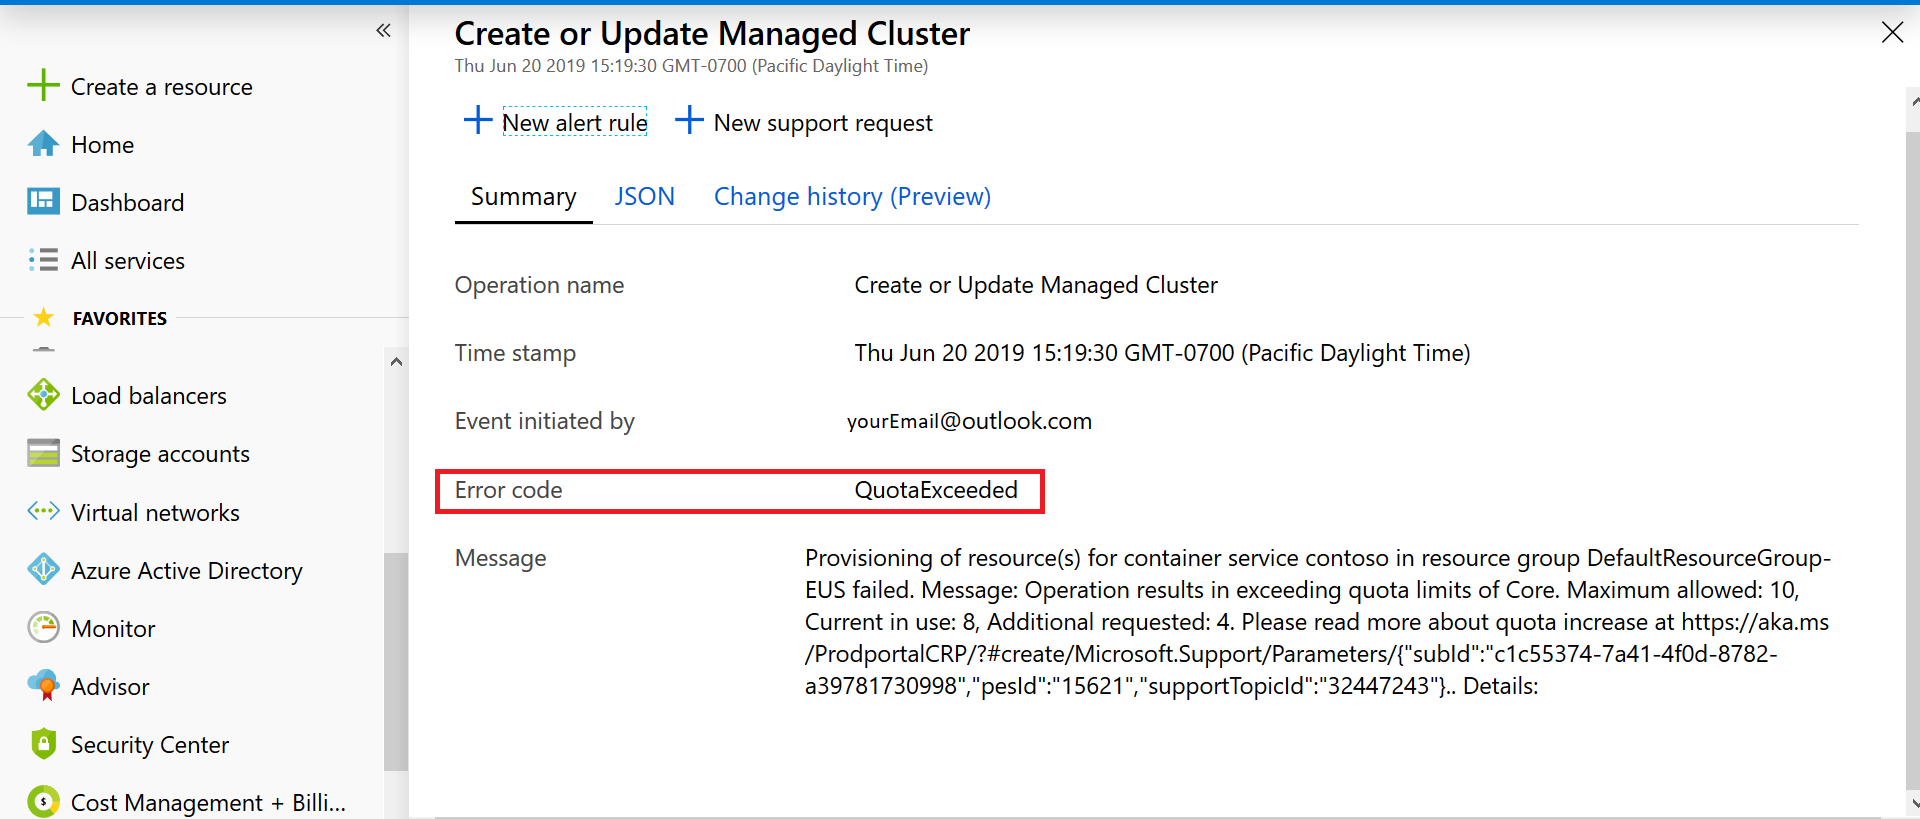 «
Create a resource
Home
Dashboard
All services
FAVORITES
Load balancers
Storage accounts
Virtual networks
Azure Active Directory
Monitor
Advisor
Security Center
Cost Management + Billi...
Create or Update Managed Cluster
Thu Jun 20 2019 15:19:30 GMT-0700 (Pacific Daylight Time)
New alert rule New support request
Summary JSON Change history (Preview)
Operation name Create or Update Managed Cluster
Time stamp Thu Jun 20 2019 15:19:30 GMT-0700 (Pacific Daylight Time)
Event initiated by yourEmail@outlook.com
Error code QuotaExceeded
Message Provisioning of resource(s) for container service contoso in resource group DefaultResourceGroup-
EUS failed. Message: Operation results in exceeding quota limits of Core. Maximum allowed: 10,
Current in use: 8, Additional requested: 4. Please read more about quota increase at https://aka.ms
/ProdportalCRP/?#create/Microsoft.Support/Parameters/{"subId":"c1c55374-7a41-4f0d-8782-
a39781730998","pesId":"15621","supportTopicId":"32447243"}.. Details: